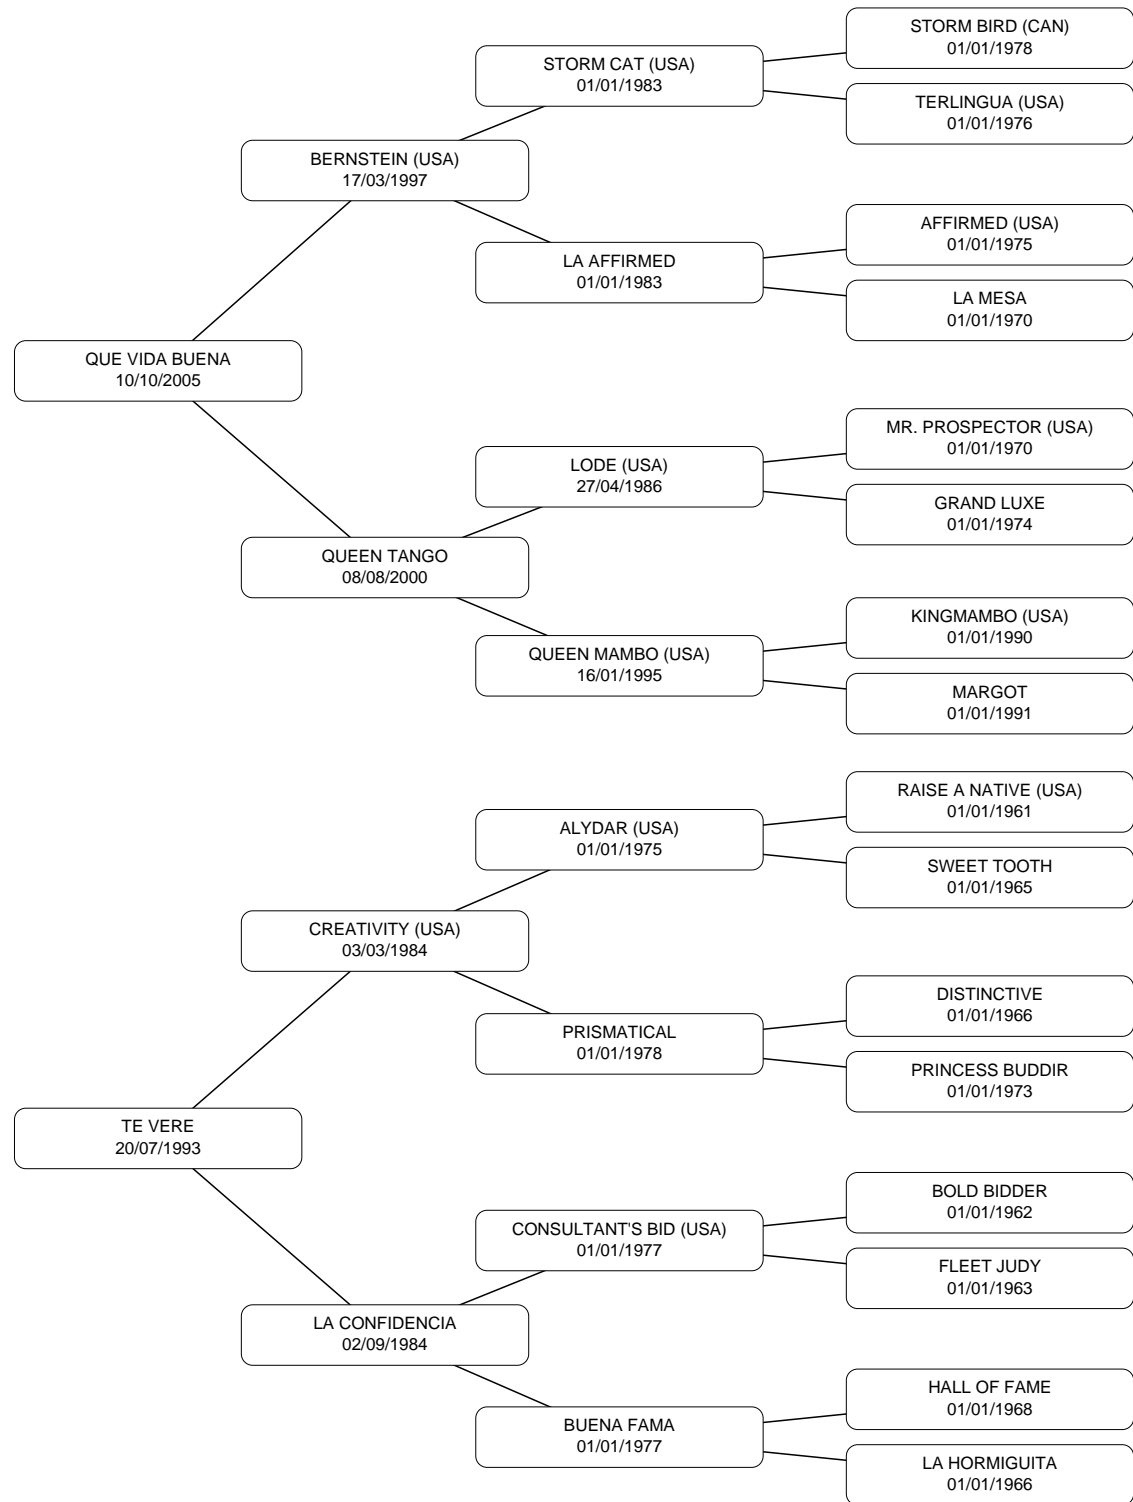 STORM BIRD (CAN)
01/01/1978
STORM CAT (USA)
01/01/1983
TERLINGUA (USA)
01/01/1976
BERNSTEIN (USA)
17/03/1997
AFFIRMED (USA)
01/01/1975
LA AFFIRMED
01/01/1983
LA MESA
01/01/1970
QUE VIDA BUENA
10/10/2005
MR. PROSPECTOR (USA)
01/01/1970
LODE (USA)
27/04/1986
GRAND LUXE
01/01/1974
QUEEN TANGO
08/08/2000
KINGMAMBO (USA)
01/01/1990
QUEEN MAMBO (USA)
16/01/1995
MARGOT
01/01/1991
RAISE A NATIVE (USA)
01/01/1961
ALYDAR (USA)
01/01/1975
SWEET TOOTH
01/01/1965
CREATIVITY (USA)
03/03/1984
DISTINCTIVE
01/01/1966
PRISMATICAL
01/01/1978
PRINCESS BUDDIR
01/01/1973
TE VERE
20/07/1993
BOLD BIDDER
01/01/1962
CONSULTANT'S BID (USA)
01/01/1977
FLEET JUDY
01/01/1963
LA CONFIDENCIA
02/09/1984
HALL OF FAME
01/01/1968
BUENA FAMA
01/01/1977
LA HORMIGUITA
01/01/1966